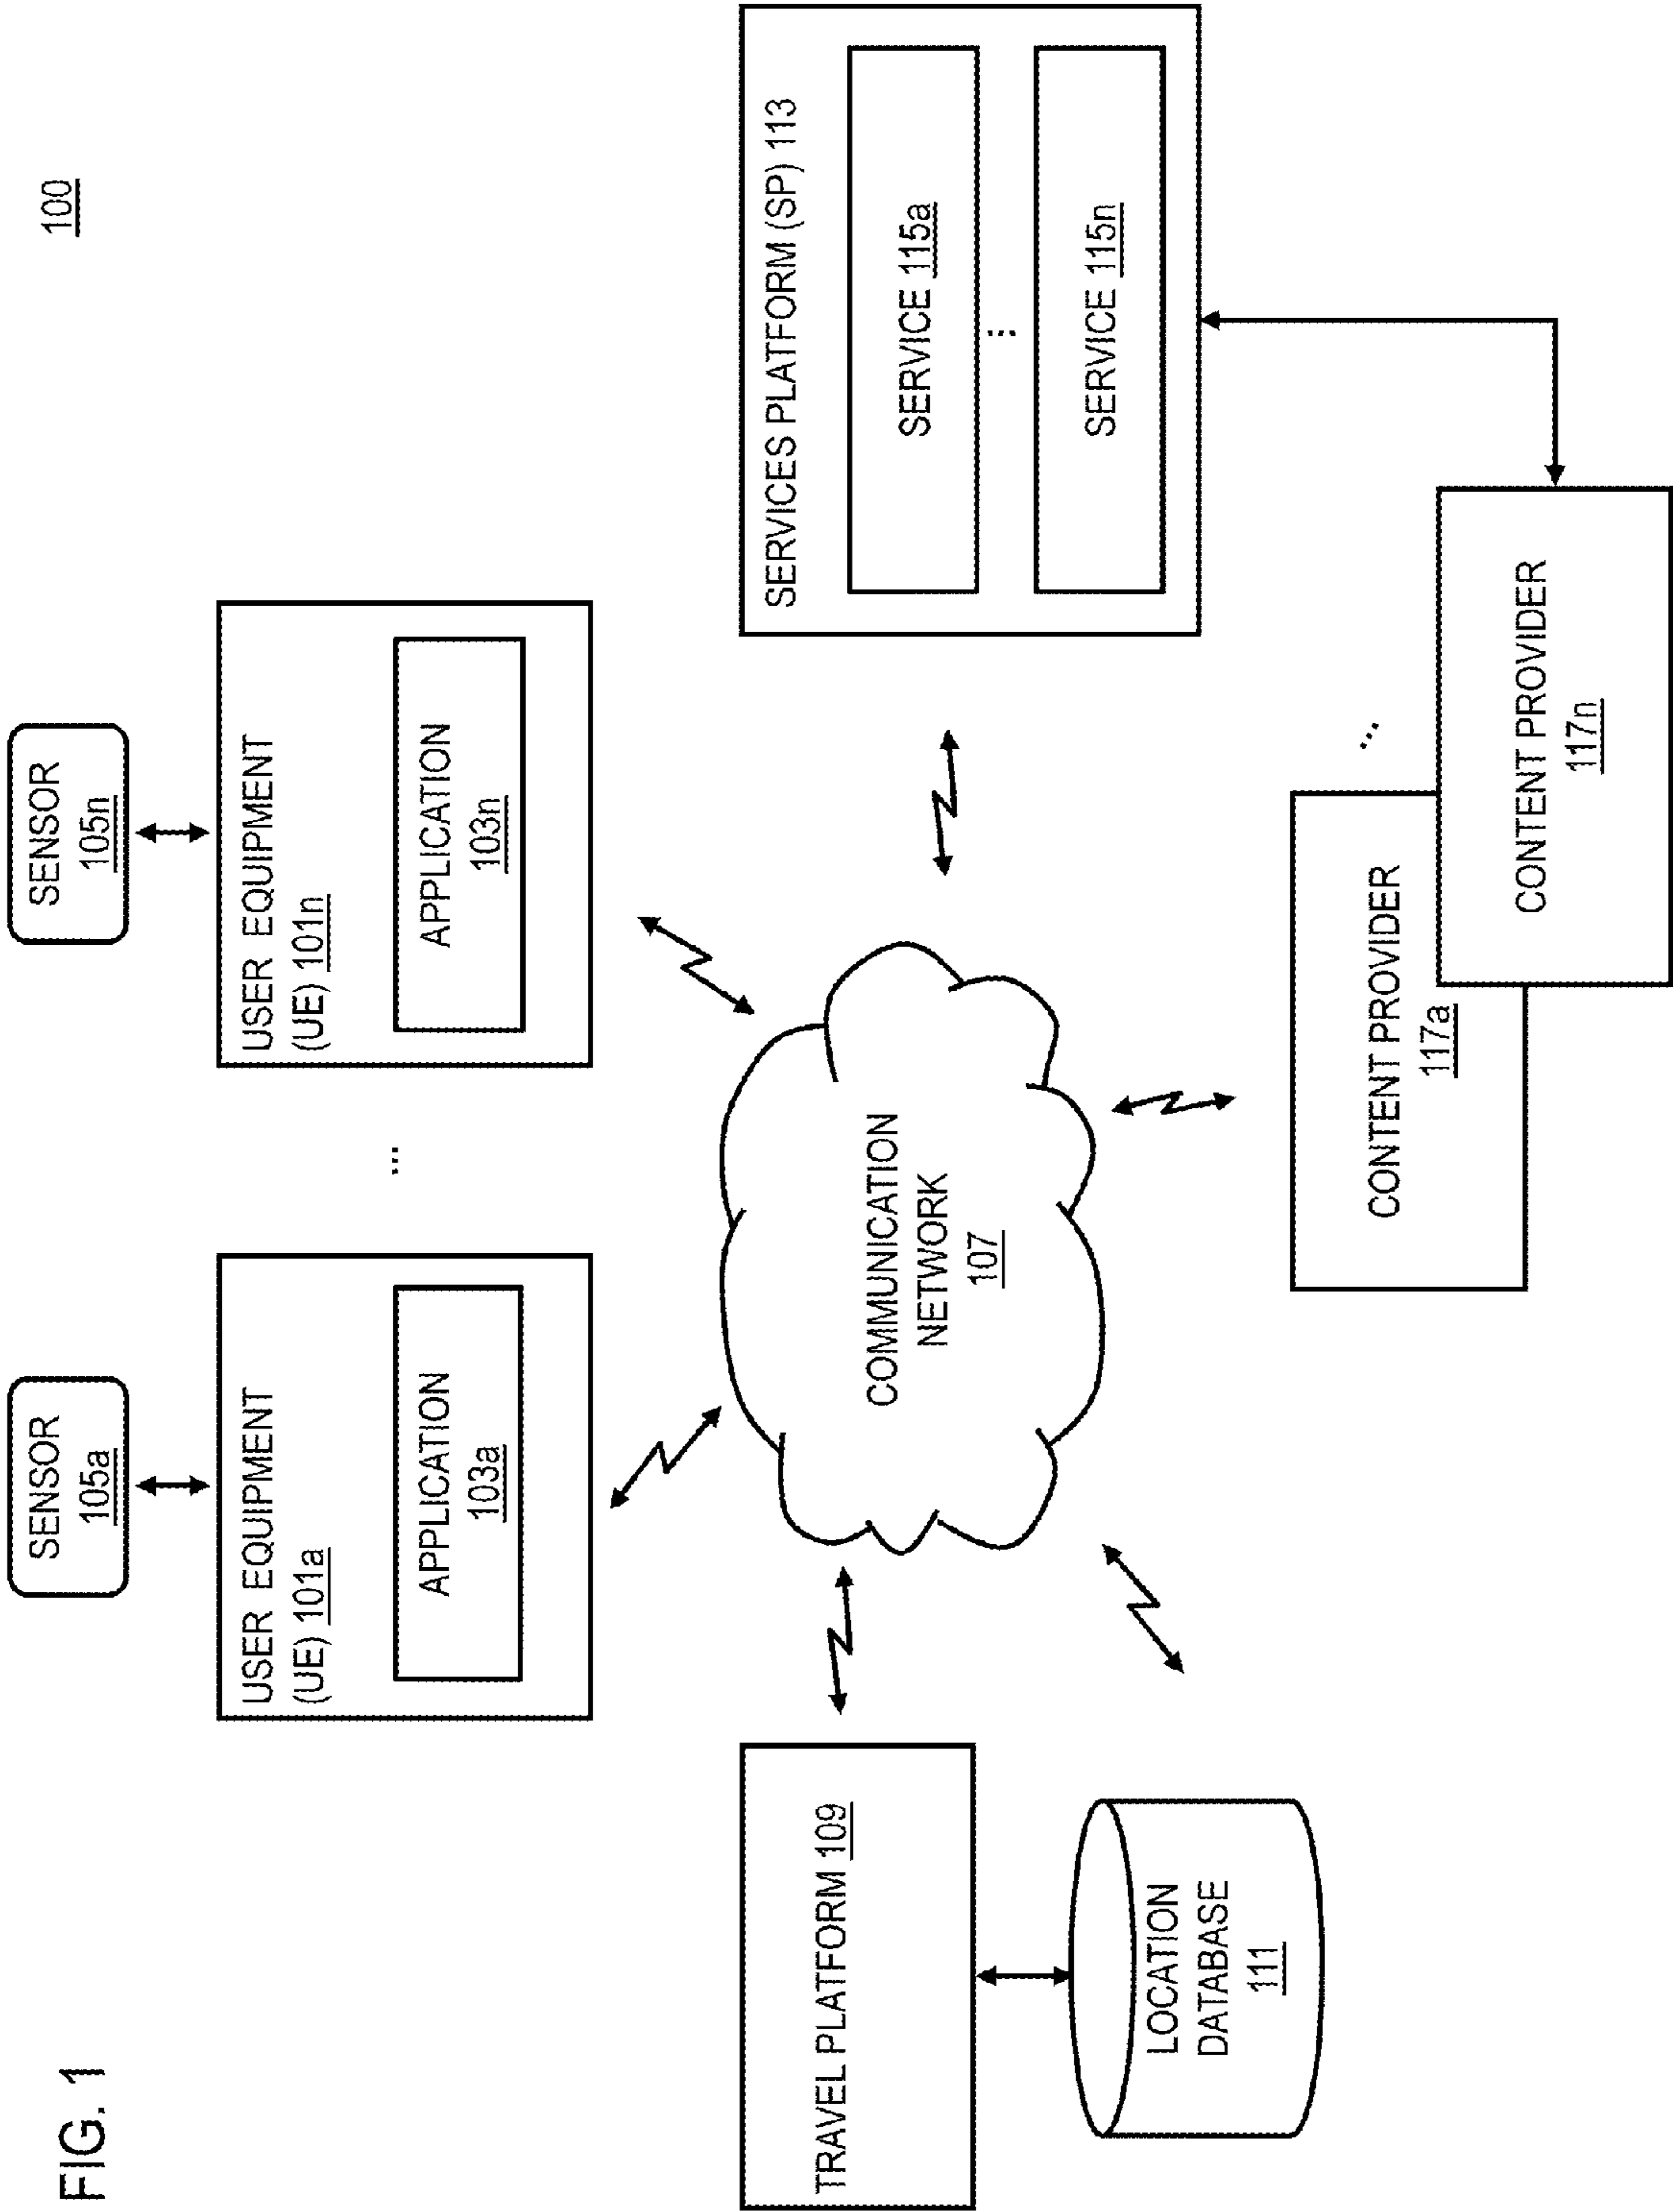 FIG. 1
100
SENSOR
105a
SENSOR
105n
USER EQUIPMENT
(UE) 101a
APPLICATION
103a
...
USER EQUIPMENT
(UE) 101n
APPLICATION
103n
TRAVEL PLATFORM 109
LOCATION
DATABASE
111
COMMUNICATION
NETWORK
107
SERVICES PLATFORM (SP) 113
SERVICE 115a
...
SERVICE 115n
CONTENT PROVIDER
117a
...
CONTENT PROVIDER
117n